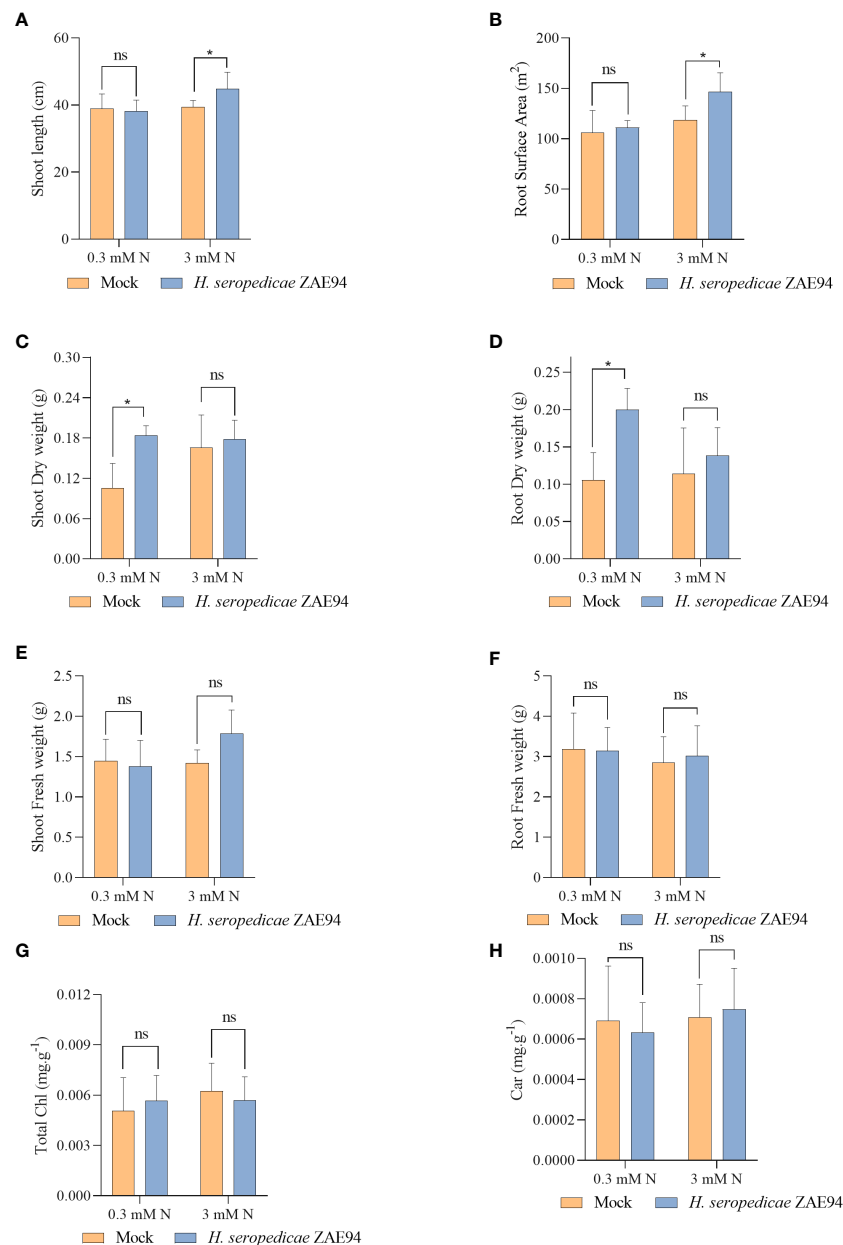 A
Shoot length (cm)
60
40
20
0
ns
*
0.3 mM N 3 mM N
Mock H. seropedicae ZAE94
B
Root Surface Area (m²)
200
150
100
50
0
ns
*
0.3 mM N 3 mM N
Mock H. seropedicae ZAE94
C
Shoot Dry weight (g)
0.30
0.24
0.18
0.12
0.06
0.00
*
ns
0.3 mM N 3 mM N
Mock H. seropedicae ZAE94
D
Root Dry weight (g)
0.25
0.20
0.15
0.10
0.05
0.00
*
ns
0.3 mM N 3 mM N
Mock H. seropedicae ZAE94
E
Shoot Fresh weight (g)
2.5
2.0
1.5
1.0
0.5
0.0
ns
ns
0.3 mM N 3 mM N
Mock H. seropedicae ZAE94
F
Root Fresh weight (g)
5
4
3
2
1
0
ns
ns
0.3 mM N 3 mM N
Mock H. seropedicae ZAE94
G
Total Chl (mg.g⁻¹)
0.012
0.009
0.006
0.003
0.000
ns
ns
0.3 mM N 3 mM N
Mock H. seropedicae ZAE94
H
Car (mg.g⁻¹)
0.0010
0.0008
0.0006
0.0004
0.0002
0.0000
ns
ns
0.3 mM N 3 mM N
Mock H. seropedicae ZAE94